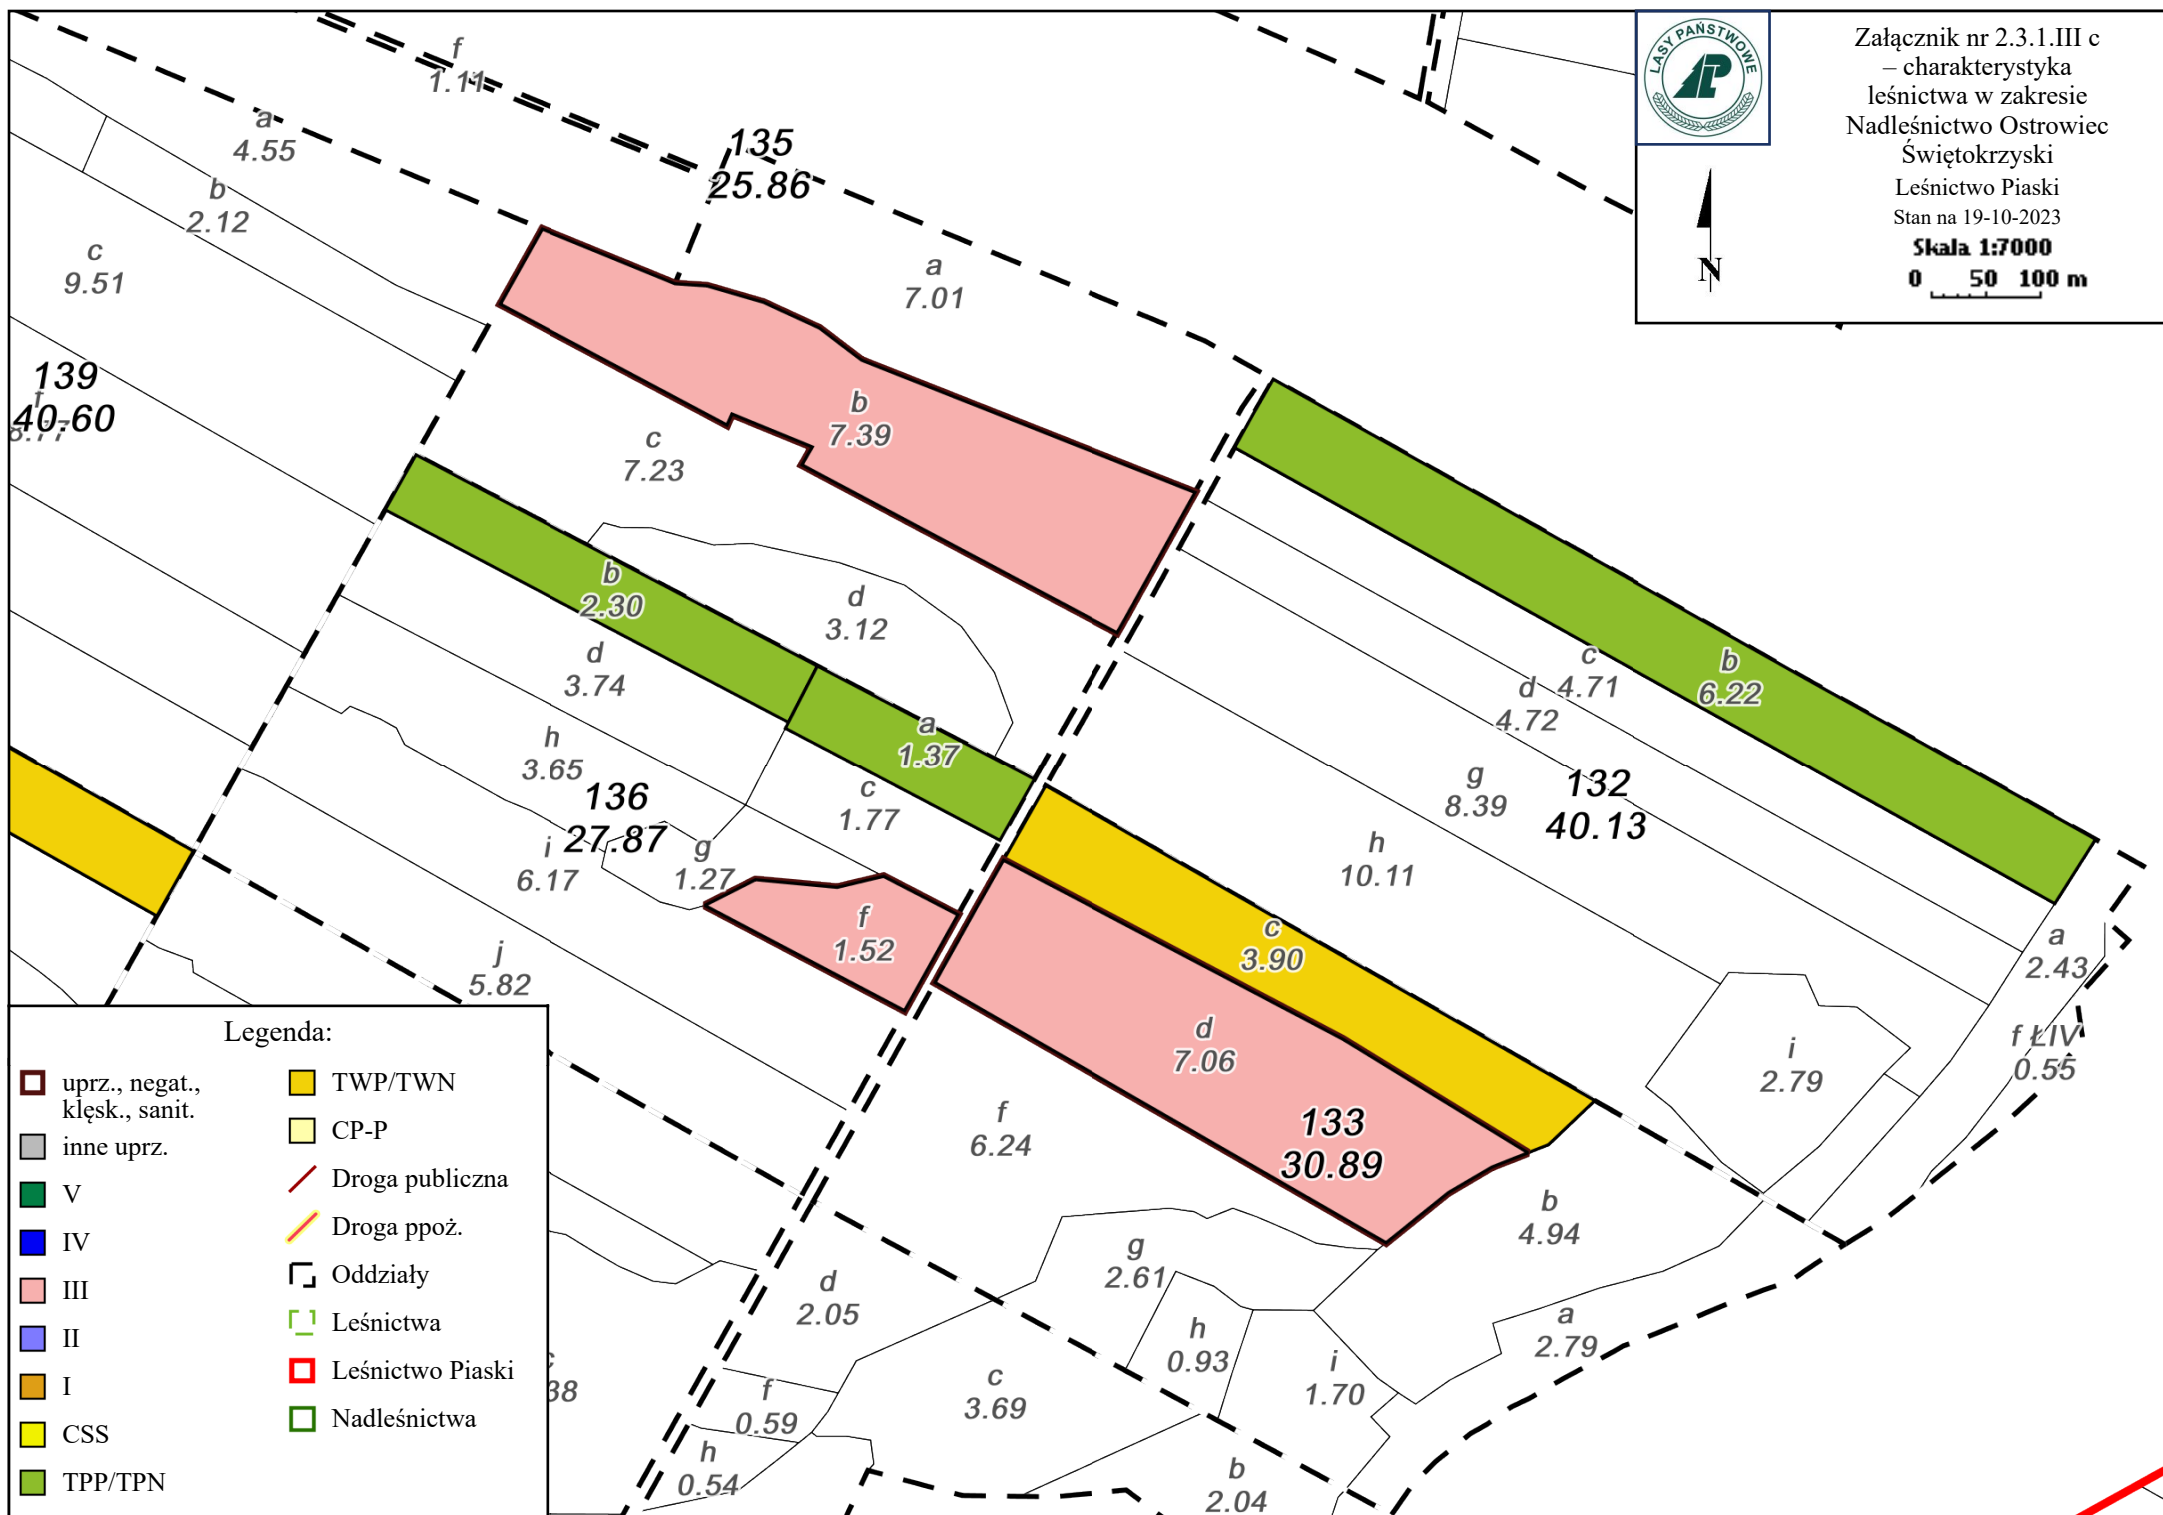 LASY PAŃSTWOWE
Załącznik nr 2.3.1.III c
– charakterystyka
leśnictwa w zakresie
Nadleśnictwo Ostrowiec
Świętokrzyski
Leśnictwo Piaski
Stan na 19-10-2023
Skala 1:7000
0 50 100 m
N
f
1.11
a
4.55
135
25.86
b
2.12
c
9.51
a
7.01
139
40.60
b
7.39
c
7.23
b
2.30
d
3.12
d
3.74
c
4.71
b
6.22
d
4.72
a
1.37
h
3.65
136
27.87
c
1.77
g
8.39
132
40.13
i
6.17
g
1.27
h
10.11
f
1.52
c
3.90
a
2.43
j
5.82
d
7.06
i
2.79
f ŁIV
0.55
f
6.24
133
30.89
b
4.94
g
2.61
d
2.05
h
0.93
i
1.70
a
2.79
c
3.69
f
0.59
h
0.54
b
2.04
38
Legenda:
uprz., negat.,
klęsk., sanit.
inne uprz.
V
IV
III
II
I
CSS
TPP/TPN
TWP/TWN
CP-P
Droga publiczna
Droga ppoż.
Oddziały
Leśnictwa
Leśnictwo Piaski
Nadleśnictwa